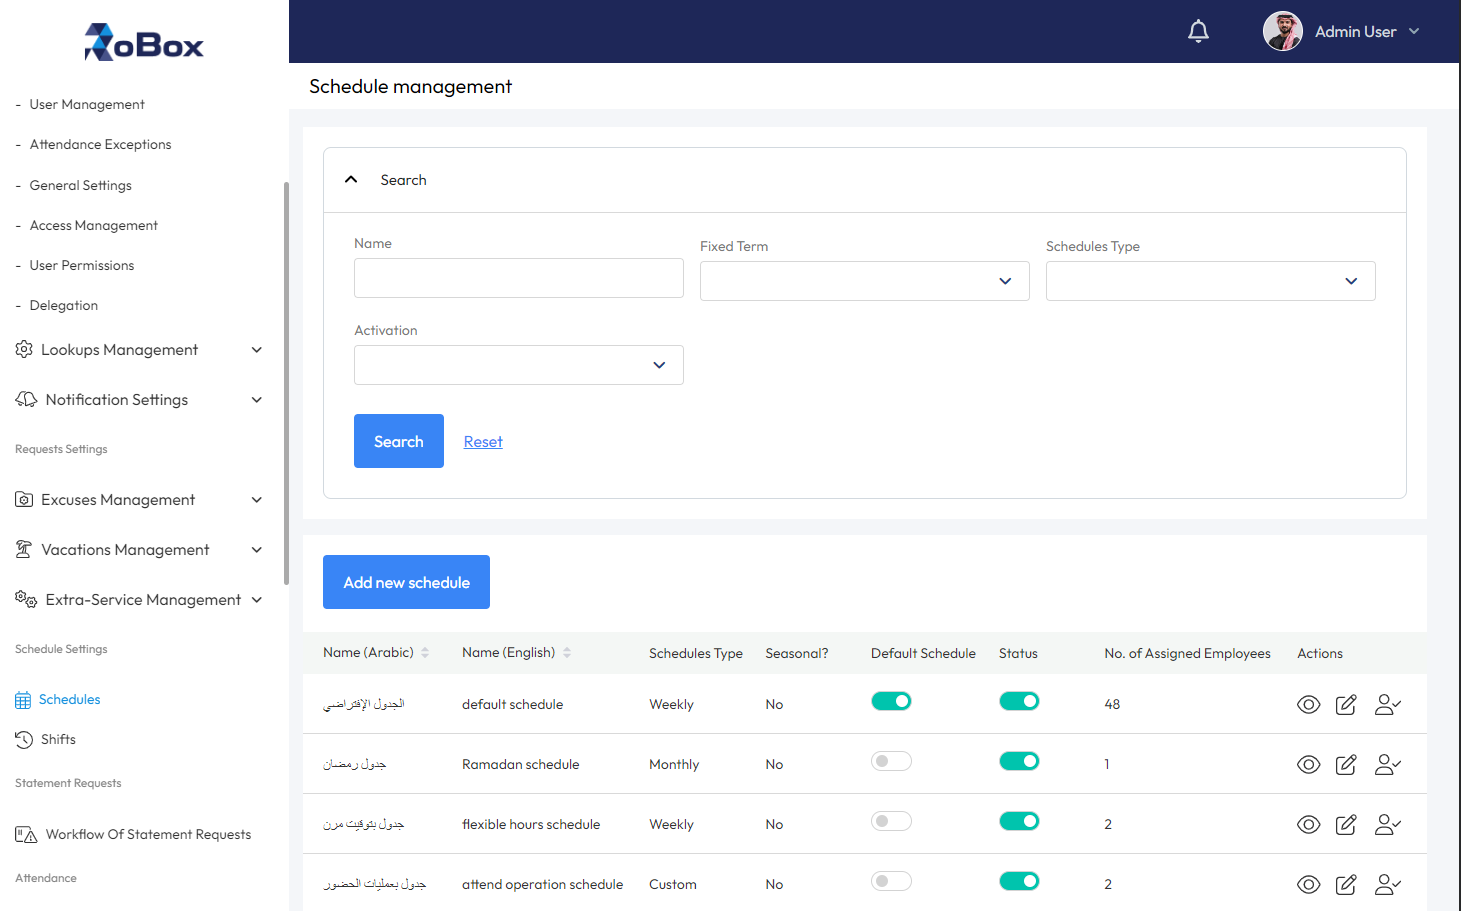 RoBox
Admin User
- User Management
- Attendance Exceptions
- General Settings
- Access Management
- User Permissions
- Delegation
Lookups Management
Notification Settings
Requests Settings
Excuses Management
Vacations Management
Extra-Service Management
Schedule Settings
Schedules
Shifts
Statement Requests
Workflow Of Statement Requests
Attendance
Schedule management
Search
Name
Fixed Term
Schedules Type
Activation
Search Reset
Add new schedule
Name (Arabic) Name (English) Schedules Type Seasonal? Default Schedule Status No. of Assigned Employees Actions
الجدول الإفتراضي default schedule Weekly No 48
جدول رمضان Ramadan schedule Monthly No 1
جدول بتوقيت مرن flexible hours schedule Weekly No 2
جدول بعمليات الحضور attend operation schedule Custom No 2